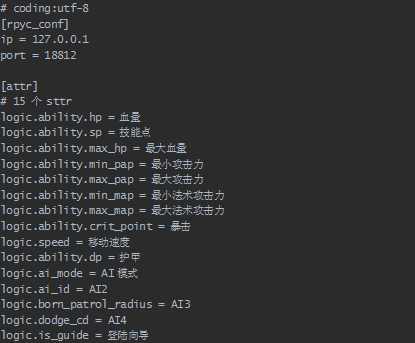 # coding:utf-8
[rpyc_conf]
ip = 127.0.0.1
port = 18812
[attr]
# 15 个 sttr
logic.ability.hp = 血量
logic.ability.sp = 技能点
logic.ability.max_hp = 最大血量
logic.ability.min_pap = 最小攻击力
logic.ability.max_pap = 最大攻击力
logic.ability.min_map = 最小法术攻击力
logic.ability.max_map = 最大法术攻击力
logic.ability.crit_point = 暴击
logic.speed = 移动速度
logic.ability.dp = 护甲
logic.ai_mode = AI模式
logic.ai_id = AI2
logic.born_patrol_radius = AI3
logic.dodge_cd = AI4
logic.is_guide = 登陆向导